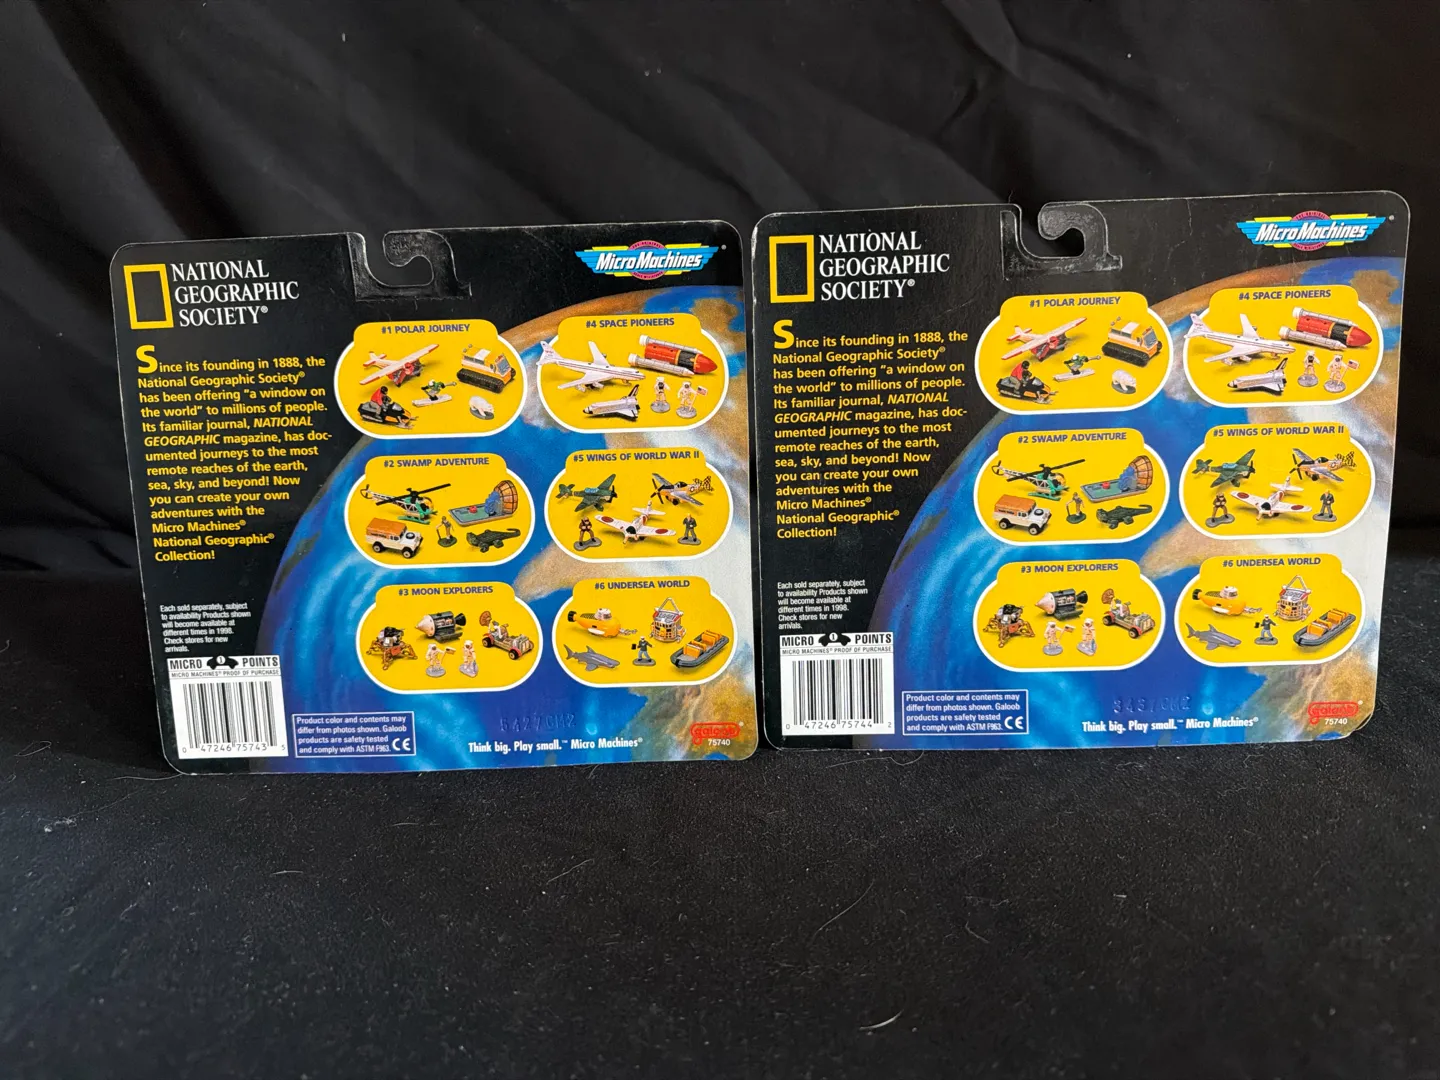 NATIONAL
GEOGRAPHIC
SOCIETY®
Micro Machines
Since its founding in 1888, the
National Geographic Society®
has been offering "a window on
the world" to millions of people.
Its familiar journal, NATIONAL
GEOGRAPHIC magazine, has doc-
umented journeys to the most
remote reaches of the earth,
sea, sky, and beyond! Now
you can create your own
adventures with the
Micro Machines®
National Geographic®
Collection!
#1 POLAR JOURNEY
#4 SPACE PIONEERS
#2 SWAMP ADVENTURE
#5 WINGS OF WORLD WAR II
#3 MOON EXPLORERS
#6 UNDERSEA WORLD
Each sold separately, subject
to availability Products shown
will become available at
different times in 1998.
Check stores for new
arrivals.
MICRO 1 POINTS
MICRO MACHINES® PROOF OF PURCHASE
0 47246 75743 5
Product color and contents may
differ from photos shown. Galoob
products are safety tested
and comply with ASTM F963. CE
Think big. Play small.™ Micro Machines®
galoob®
75740
NATIONAL
GEOGRAPHIC
SOCIETY®
Micro Machines
Since its founding in 1888, the
National Geographic Society®
has been offering "a window on
the world" to millions of people.
Its familiar journal, NATIONAL
GEOGRAPHIC magazine, has doc-
umented journeys to the most
remote reaches of the earth,
sea, sky, and beyond! Now
you can create your own
adventures with the
Micro Machines®
National Geographic®
Collection!
#1 POLAR JOURNEY
#4 SPACE PIONEERS
#2 SWAMP ADVENTURE
#5 WINGS OF WORLD WAR II
#3 MOON EXPLORERS
#6 UNDERSEA WORLD
Each sold separately, subject
to availability Products shown
will become available at
different times in 1998.
Check stores for new
arrivals.
MICRO 1 POINTS
MICRO MACHINES® PROOF OF PURCHASE
0 47246 75744 2
Product color and contents may
differ from photos shown. Galoob
products are safety tested
and comply with ASTM F963. CE
Think big. Play small.™ Micro Machines®
galoob®
75740